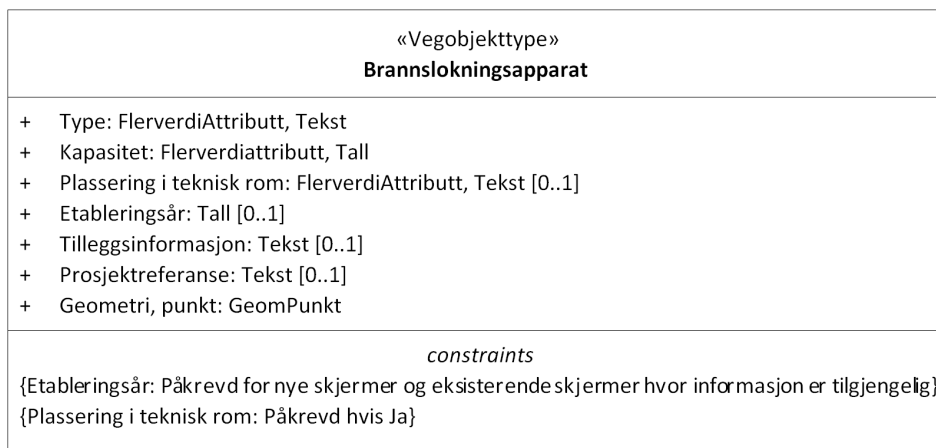 «Vegobjekttype»
Brannslokningsapparat
+ Type: FlerverdiAttributt, Tekst
+ Kapasitet: Flerverdiattributt, Tall
+ Plassering i teknisk rom: FlerverdiAttributt, Tekst [0..1]
+ Etableringsår: Tall [0..1]
+ Tilleggsinformasjon: Tekst [0..1]
+ Prosjektreferanse: Tekst [0..1]
+ Geometri, punkt: GeomPunkt
constraints
{Etableringsår: Påkrevd for nye skjermer og eksisterende skjermer hvor informasjon er tilgjengelig}
{Plassering i teknisk rom: Påkrevd hvis Ja}